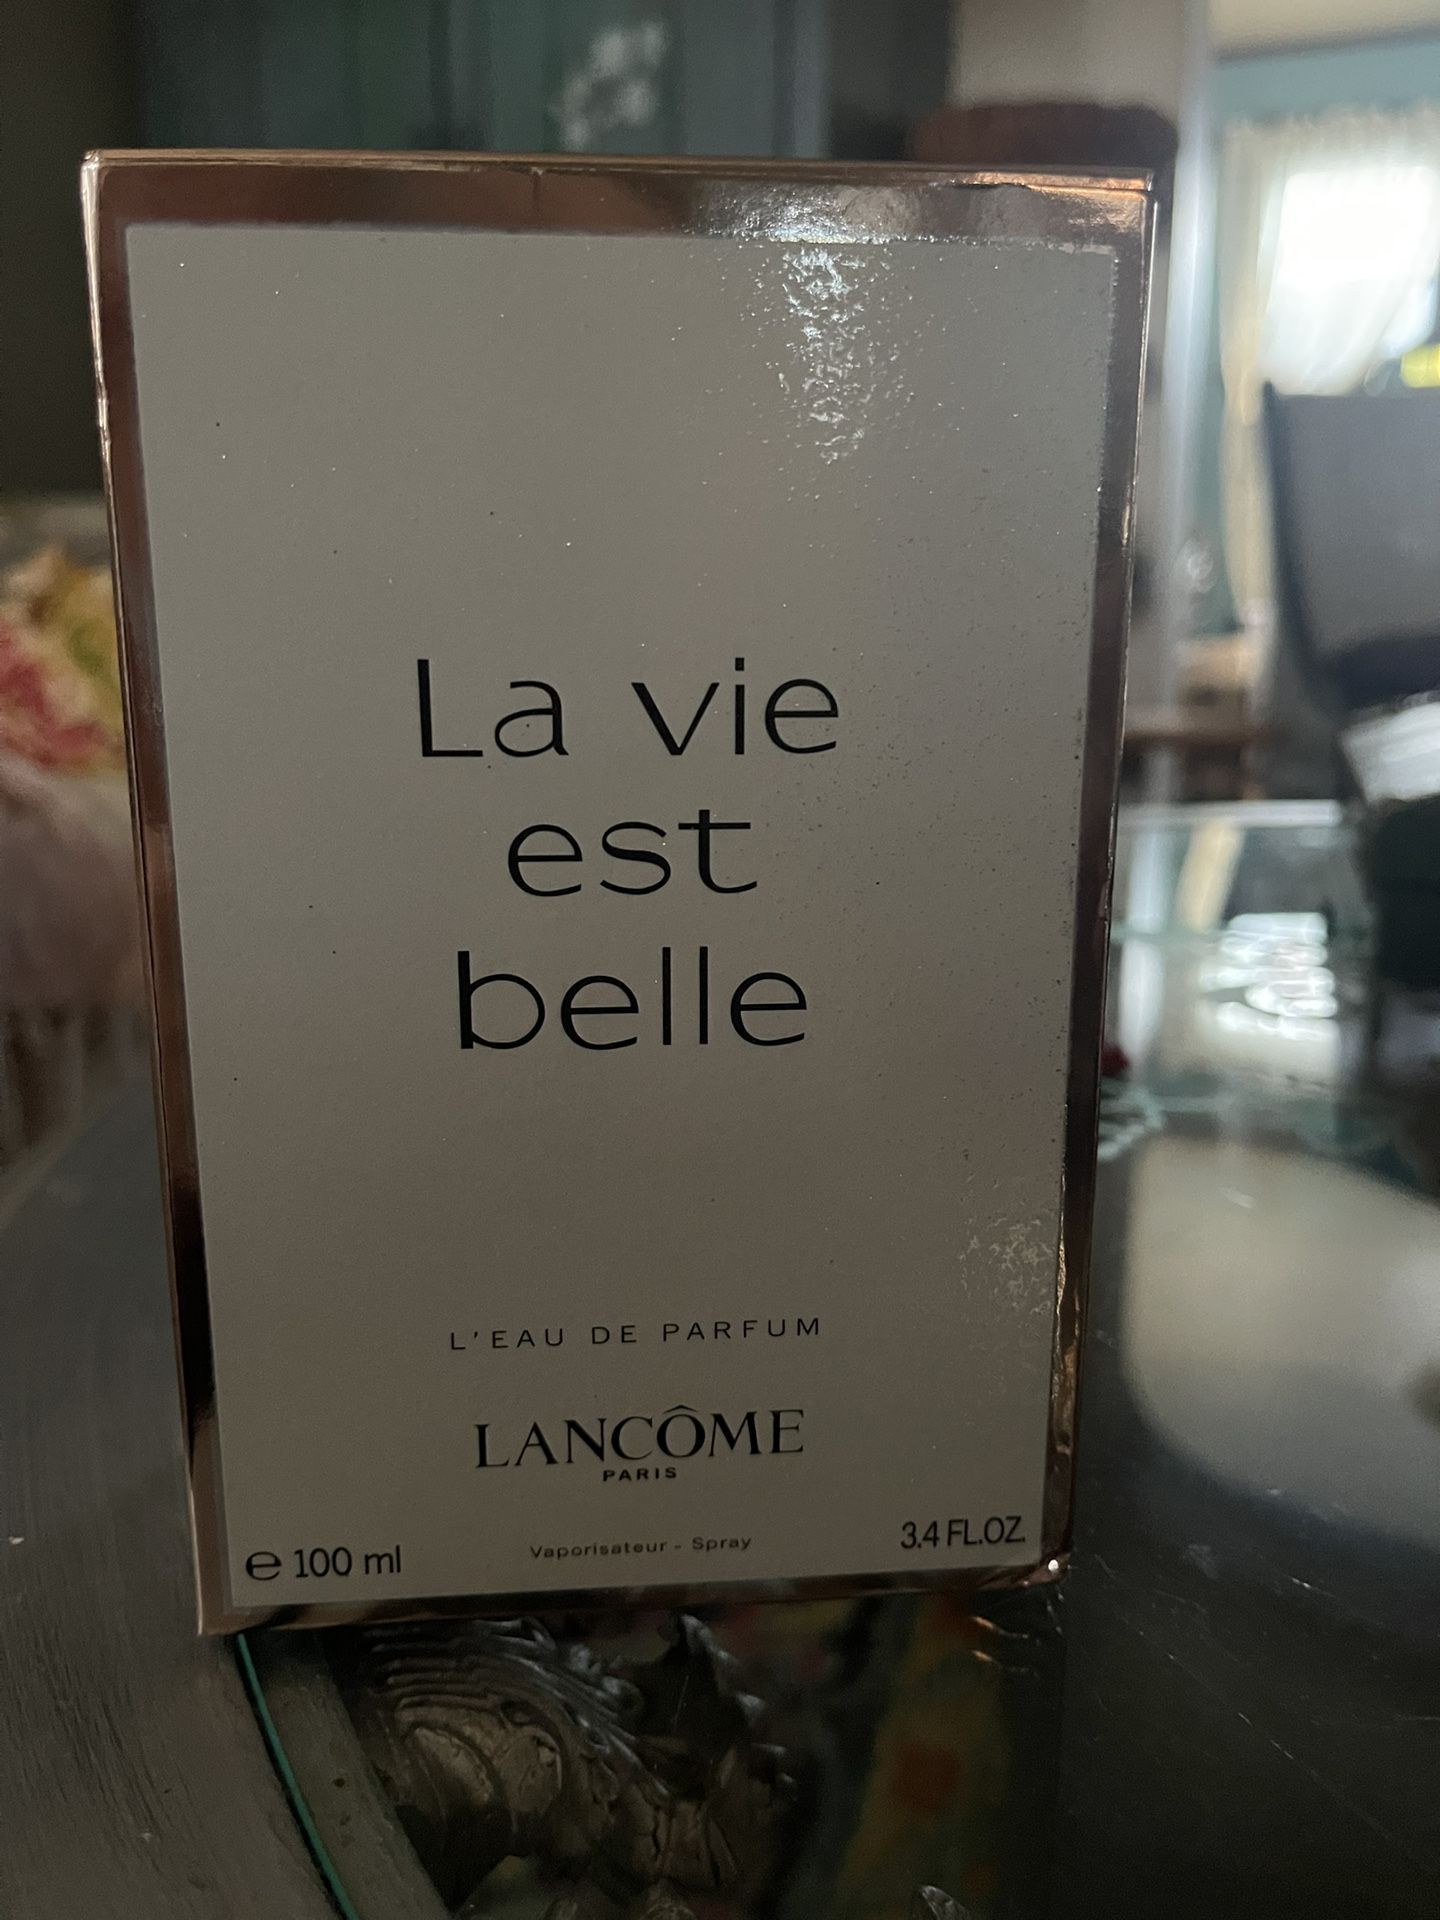 La vie
est
belle
L'EAU DE PARFUM
LANCÔME
PARIS
℮ 100 ml
Vaporisateur - Spray
3.4 FL.OZ.